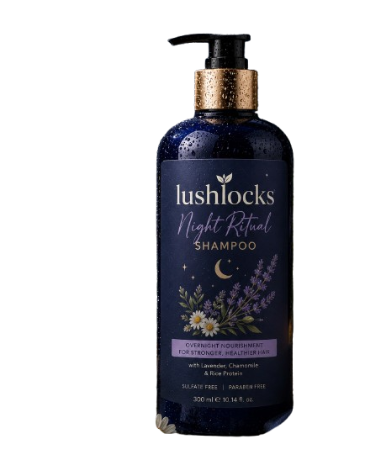 lushlocks
Night Ritual
SHAMPOO
OVERNIGHT NOURISHMENT
FOR STRONGER, HEALTHIER HAIR
with Lavender, Chamomile
& Rice Protein
SULFATE FREE | PARABEN FREE
300 ml ℮ 10.14 fl. oz.